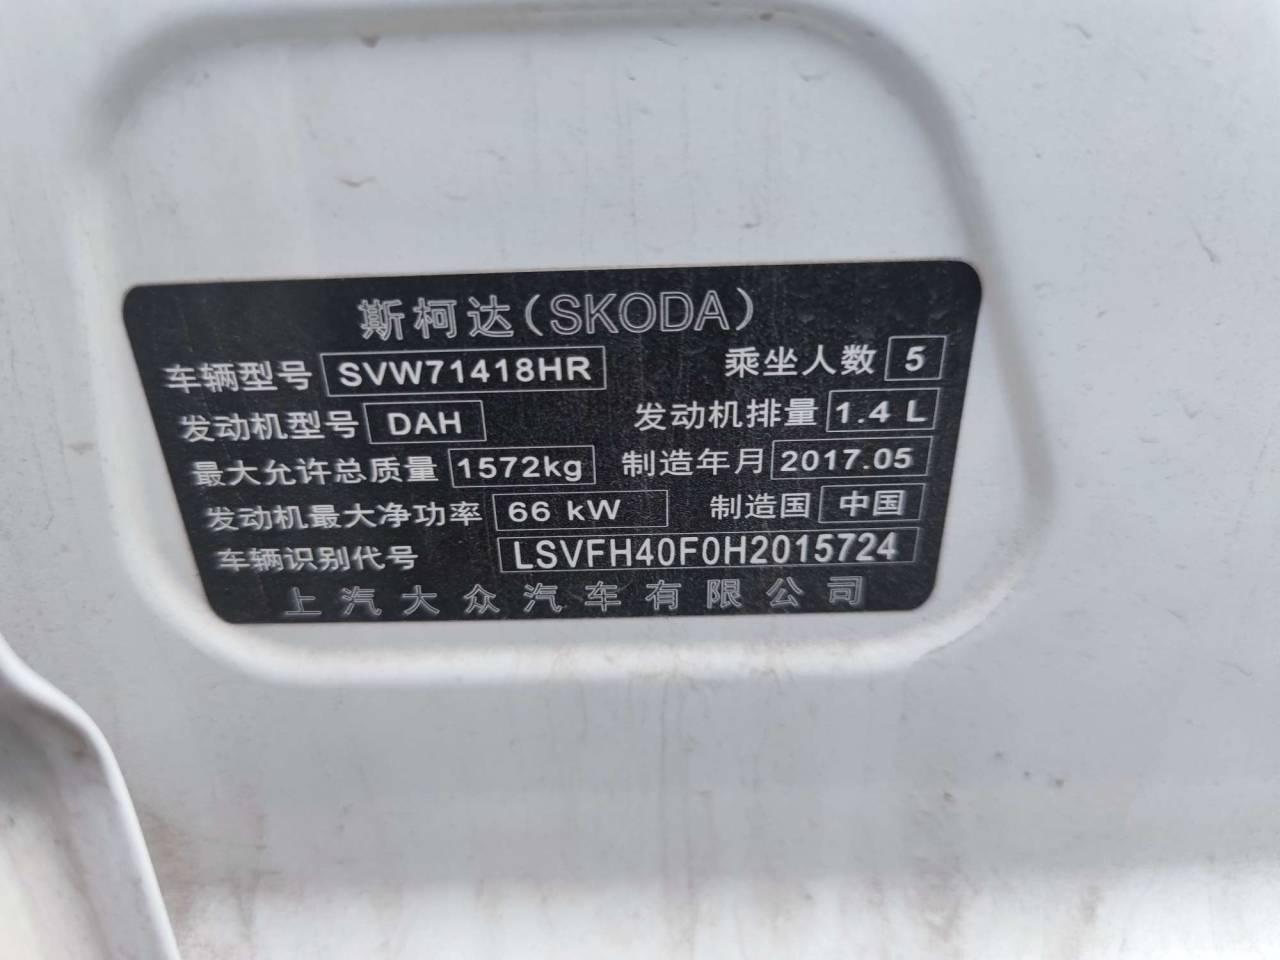 斯柯达(SKODA)
车辆型号 SVW71418HR 乘坐人数 5
发动机型号 DAH 发动机排量 1.4 L
最大允许总质量 1572kg 制造年月 2017.05
发动机最大净功率 66 kW 制造国 中国
车辆识别代号 LSVFH40F0H2015724
上汽大众汽车有限公司